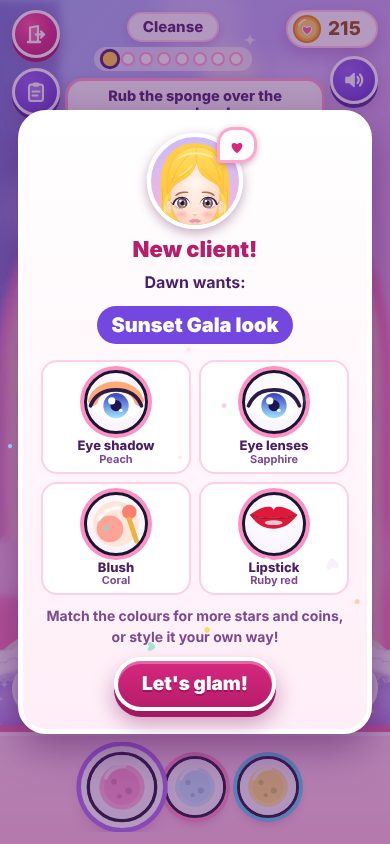 Cleanse
215
Rub the sponge over the
New client!
Dawn wants:
Sunset Gala look
Eye shadow
Peach
Eye lenses
Sapphire
Blush
Coral
Lipstick
Ruby red
Match the colours for more stars and coins,
or style it your own way!
Let's glam!